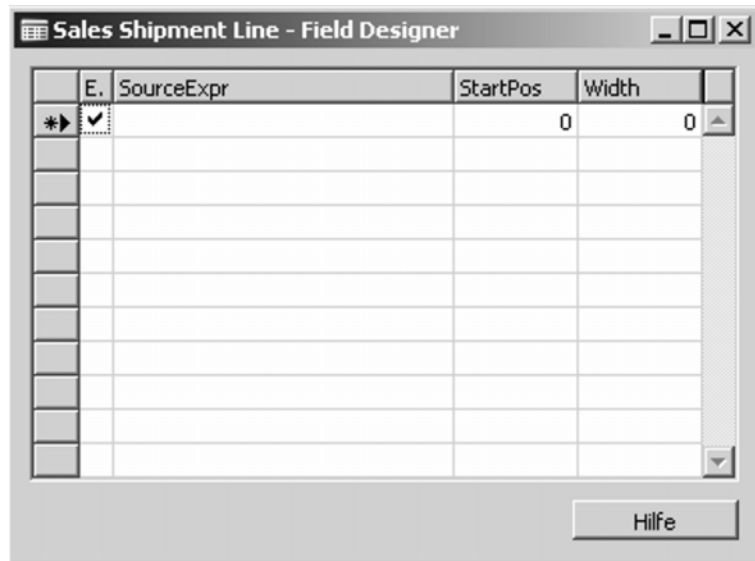 Sales Shipment Line - Field Designer
E. SourceExpr StartPos Width
0 0
Hilfe